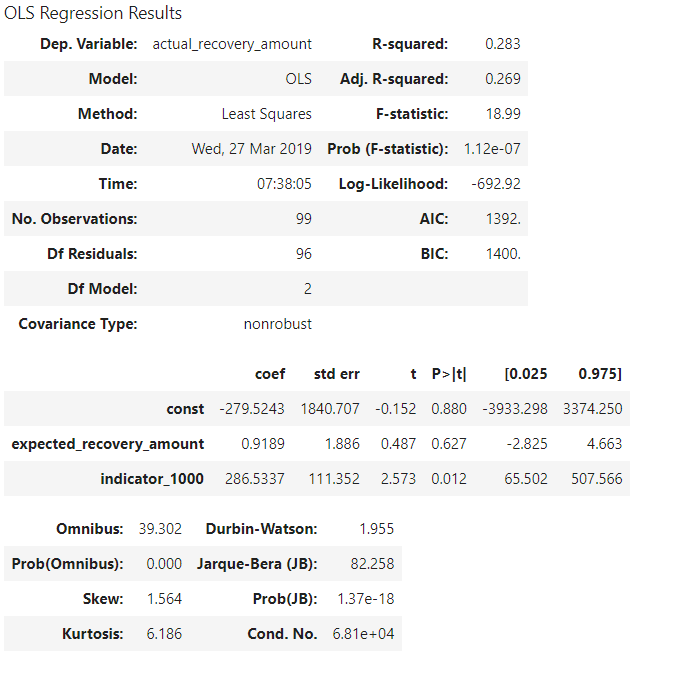 OLS Regression Results
Dep. Variable: actual_recovery_amount R-squared: 0.283
Model: OLS Adj. R-squared: 0.269
Method: Least Squares F-statistic: 18.99
Date: Wed, 27 Mar 2019 Prob (F-statistic): 1.12e-07
Time: 07:38:05 Log-Likelihood: -692.92
No. Observations: 99 AIC: 1392.
Df Residuals: 96 BIC: 1400.
Df Model: 2
Covariance Type: nonrobust
coef std err t P>|t| [0.025 0.975]
const -279.5243 1840.707 -0.152 0.880 -3933.298 3374.250
expected_recovery_amount 0.9189 1.886 0.487 0.627 -2.825 4.663
indicator_1000 286.5337 111.352 2.573 0.012 65.502 507.566
Omnibus: 39.302 Durbin-Watson: 1.955
Prob(Omnibus): 0.000 Jarque-Bera (JB): 82.258
Skew: 1.564 Prob(JB): 1.37e-18
Kurtosis: 6.186 Cond. No. 6.81e+04